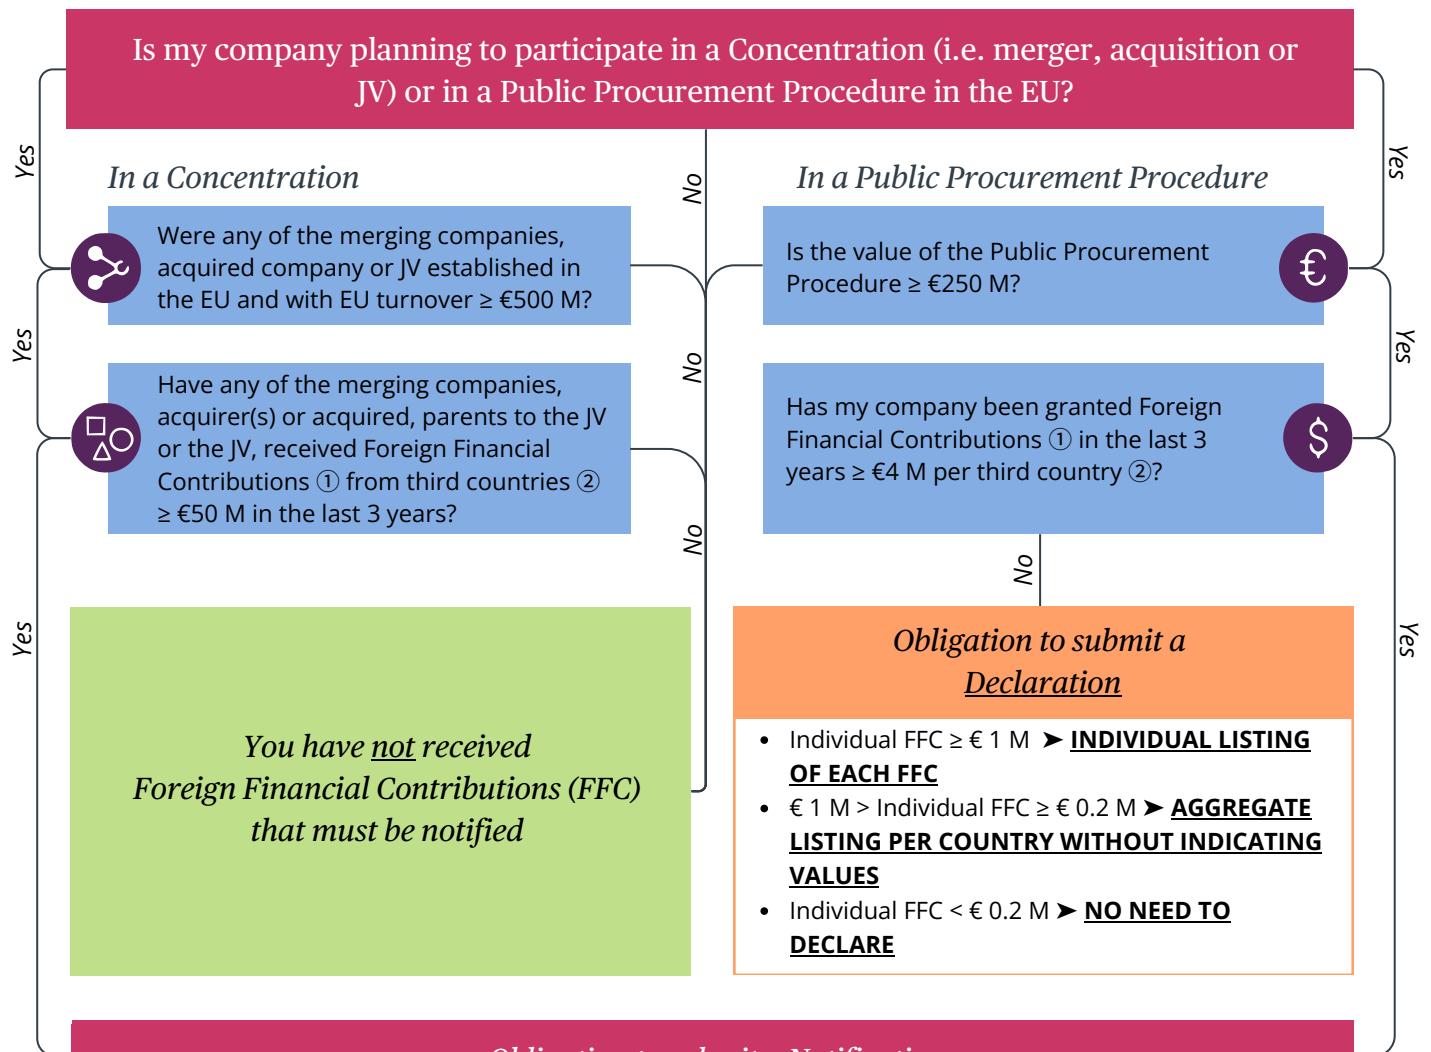 Is my company planning to participate in a Concentration (i.e. merger, acquisition or
JV) or in a Public Procurement Procedure in the EU?
Yes
No
Yes
In a Concentration
In a Public Procurement Procedure
Were any of the merging companies,
acquired company or JV established in
the EU and with EU turnover ≥ €500 M?
Is the value of the Public Procurement
Procedure ≥ €250 M?
€
Yes
No
Yes
Have any of the merging companies,
acquirer(s) or acquired, parents to the JV
or the JV, received Foreign Financial
Contributions ① from third countries ②
≥ €50 M in the last 3 years?
Has my company been granted Foreign
Financial Contributions ① in the last 3
years ≥ €4 M per third country ②?
$
No
No
Yes
Yes
You have not received
Foreign Financial Contributions (FFC)
that must be notified
Obligation to submit a
Declaration
• Individual FFC ≥ € 1 M ➤ INDIVIDUAL LISTING
OF EACH FFC
• € 1 M > Individual FFC ≥ € 0.2 M ➤ AGGREGATE
LISTING PER COUNTRY WITHOUT INDICATING
VALUES
• Individual FFC < € 0.2 M ➤ NO NEED TO
DECLARE